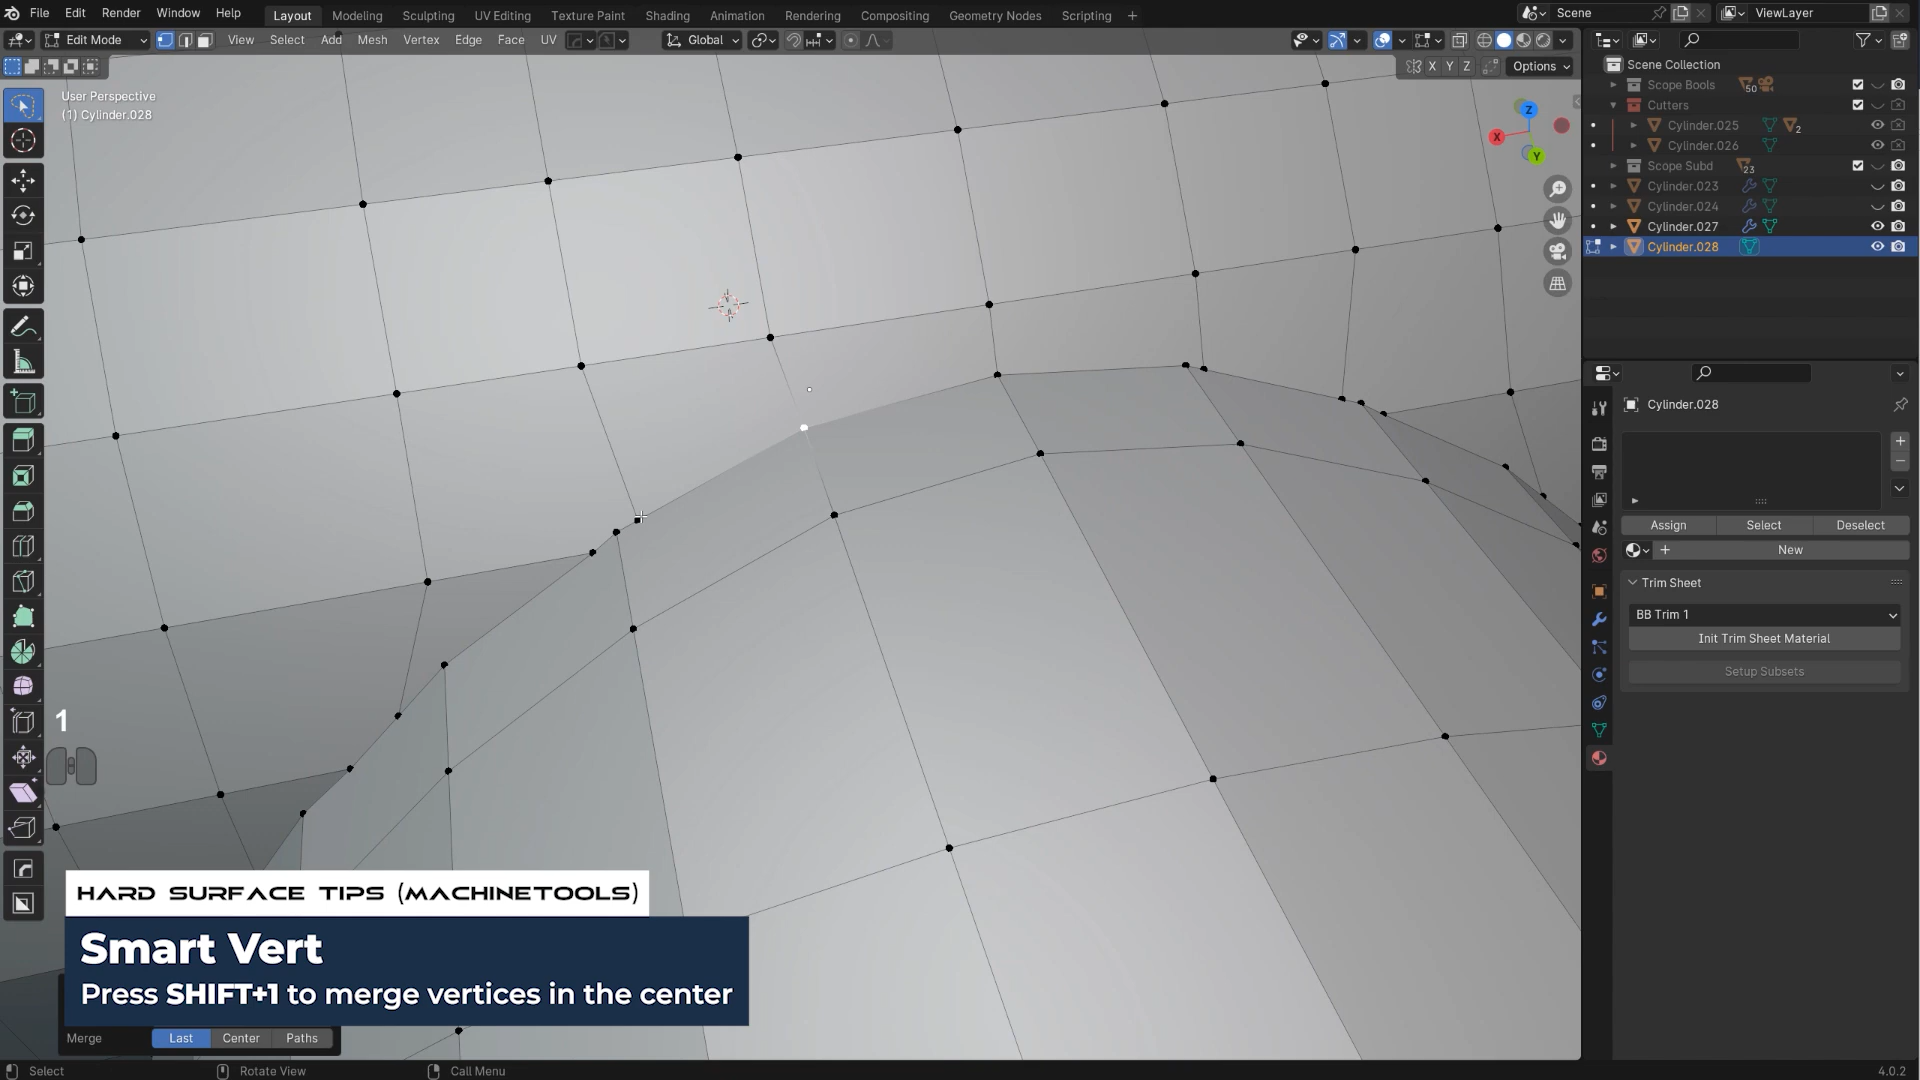 File Edit Render Window Help Layout Modeling Sculpting UV Editing Texture Paint Shading Animation Rendering Compositing Geometry Nodes Scripting + Scene ViewLayer
Edit Mode View Select Add Mesh Vertex Edge Face UV Global
X Y Z Options
User Perspective
(1) Cylinder.028
Z
X
Y
Scene Collection
Scope Bools 50
Cutters
Cylinder.025 2
Cylinder.026
Scope Subd 23
Cylinder.023
Cylinder.024
Cylinder.027
Cylinder.028
Cylinder.028
Assign Select Deselect
+ New
Trim Sheet
BB Trim 1
Init Trim Sheet Material
Setup Subsets
1
HARD SURFACE TIPS (MACHINETOOLS)
Smart Vert
Press SHIFT+1 to merge vertices in the center
Merge Last Center Paths
Select Rotate View Call Menu 4.0.2